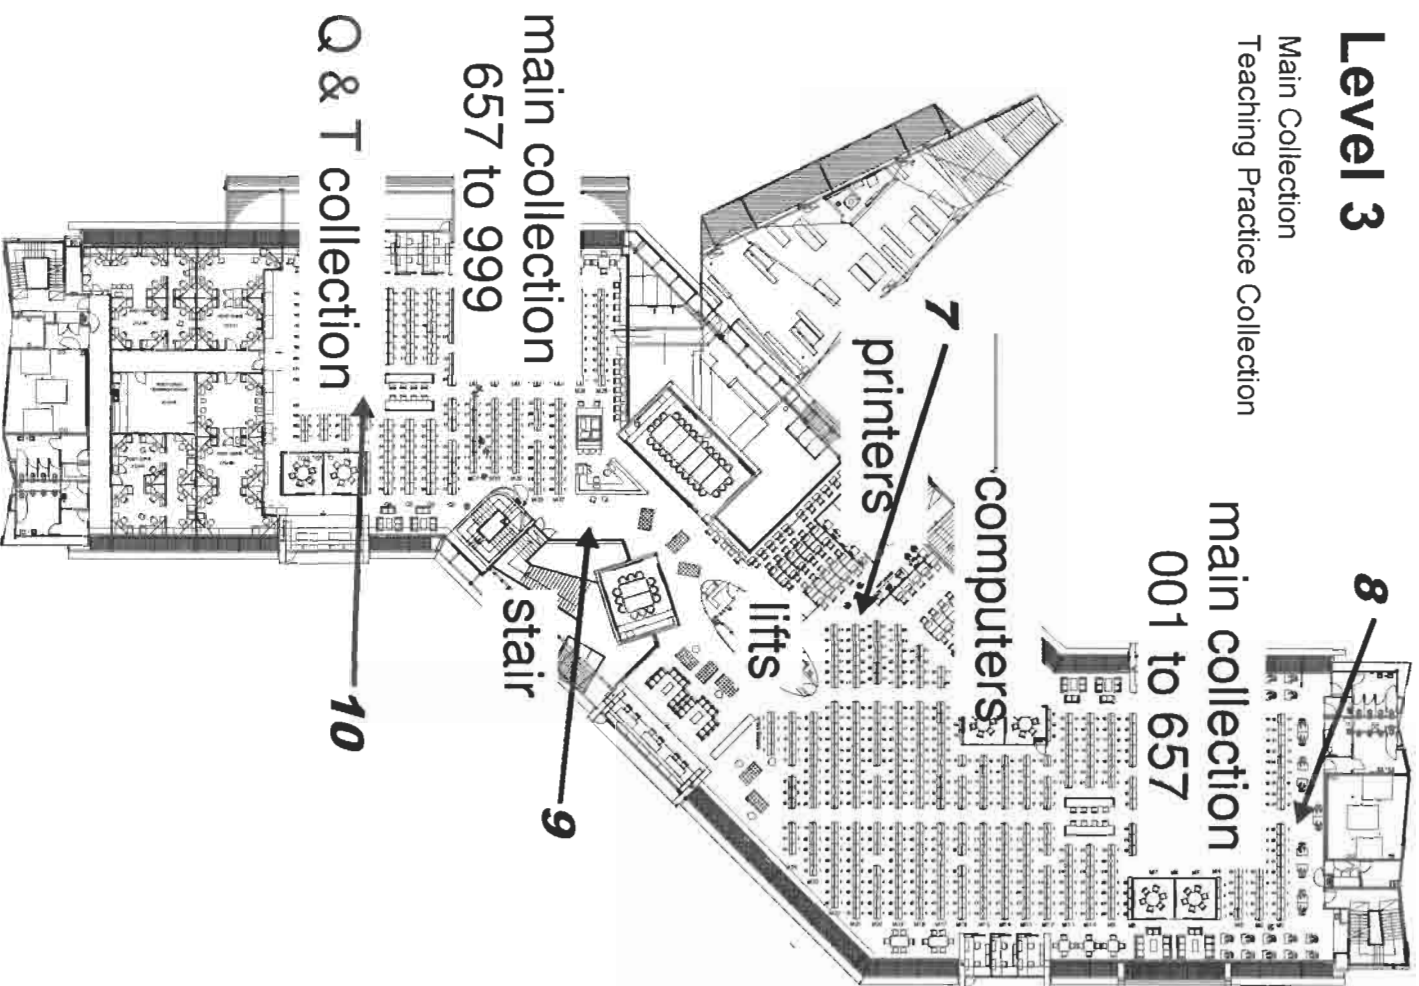 Level 3
Main Collection
Teaching Practice Collection
main collection
001 to 657
8
computers
7
printers
lifts
main collection
657 to 999
stair
9
Q & T collection
10